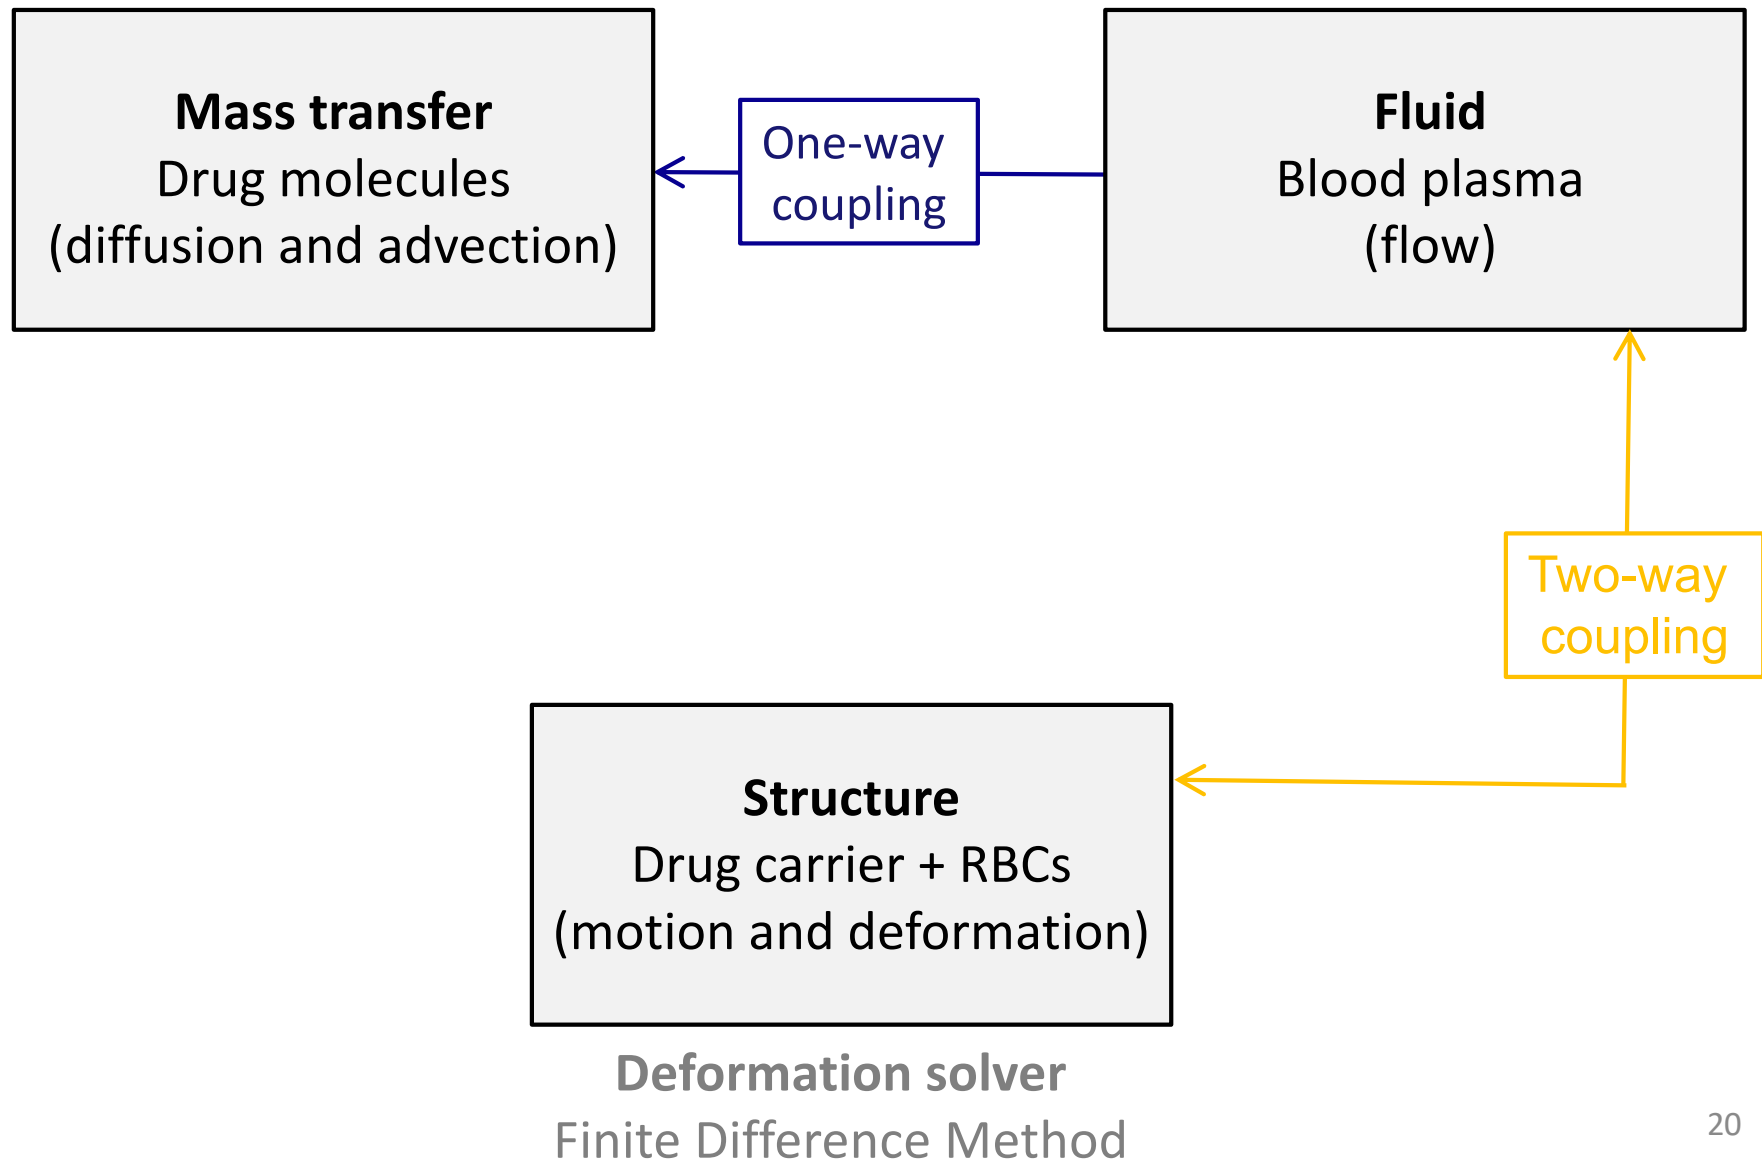 Mass transfer
Drug molecules
(diffusion and advection)
One-way
coupling
Fluid
Blood plasma
(flow)
Two-way
coupling
Structure
Drug carrier + RBCs
(motion and deformation)
Deformation solver
Finite Difference Method
20